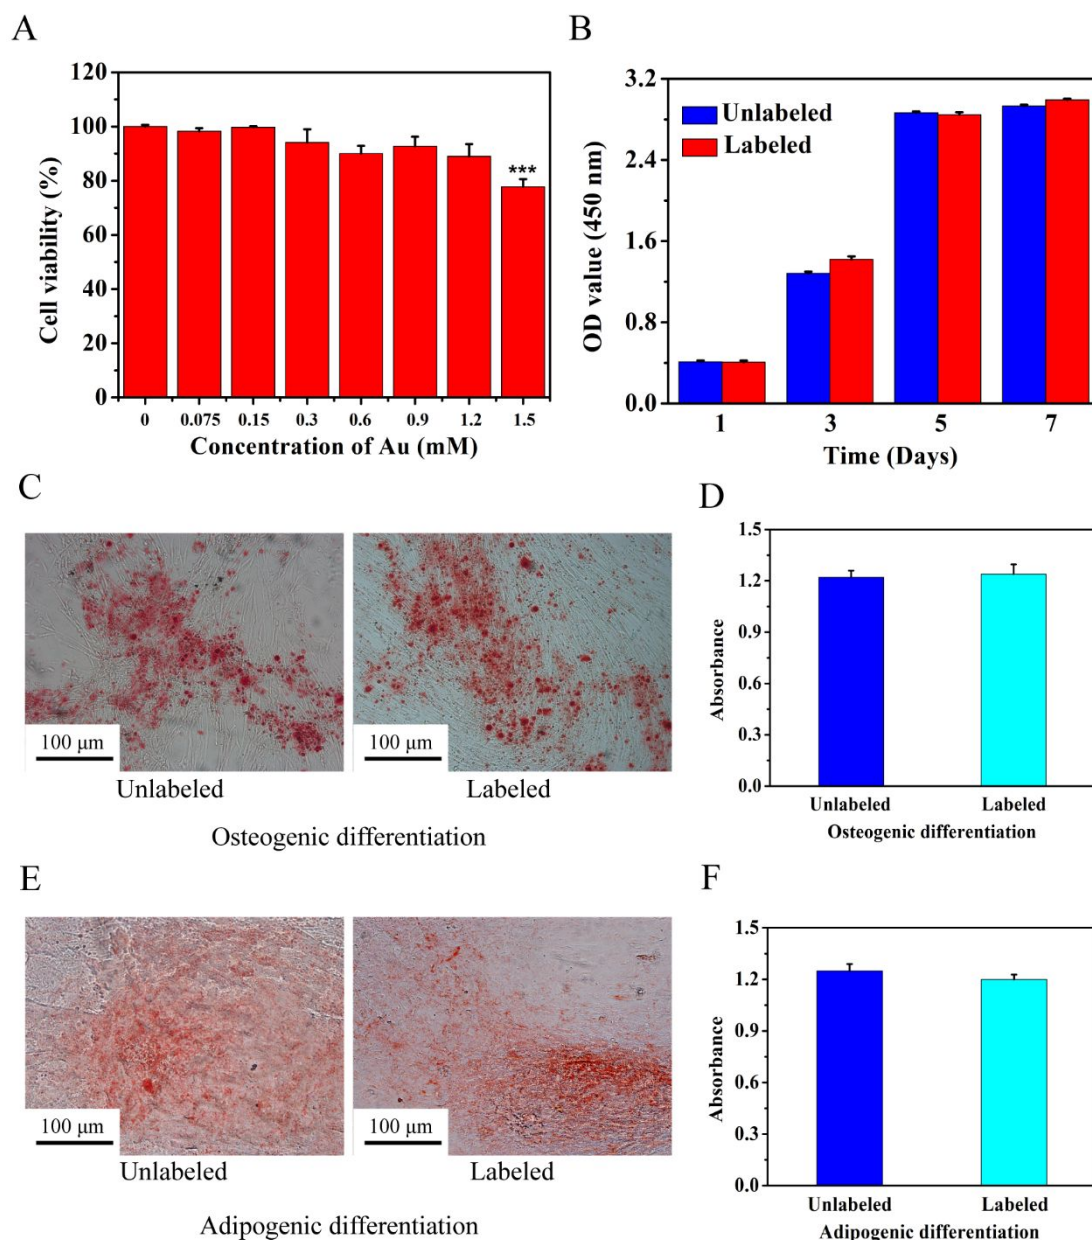 A
120
100
80
60
40
20
0
Cell viability (%)
***
0 0.075 0.15 0.3 0.6 0.9 1.2 1.5
Concentration of Au (mM)
B
3.2
2.4
1.6
0.8
0.0
OD value (450 nm)
Unlabeled
Labeled
1 3 5 7
Time (Days)
C
100 μm
100 μm
Unlabeled
Labeled
Osteogenic differentiation
D
1.5
1.2
0.9
0.6
0.3
0.0
Absorbance
Unlabeled Labeled
Osteogenic differentiation
E
100 μm
100 μm
Unlabeled
Labeled
Adipogenic differentiation
F
1.5
1.2
0.9
0.6
0.3
0.0
Absorbance
Unlabeled Labeled
Adipogenic differentiation